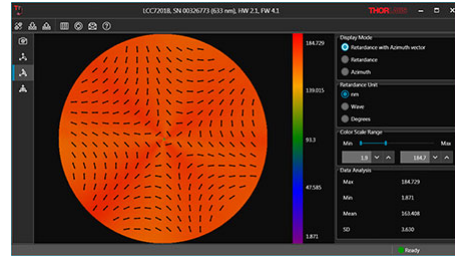 LCC7201B, SN 00326773 (633 nm), HW 2.1, FW 4.1
THORLABS
Display Mode
Retardance with Azimuth vector
Retardance
Azimuth
Retardance Unit
nm
Wave
Degrees
Color Scale Range
Min
Max
1,9
184,7
Data Analysis
Max 184.729
Min 1.871
Mean 163.408
SD 3.630
184.729
139.015
93.3
47.585
1.871
Ready